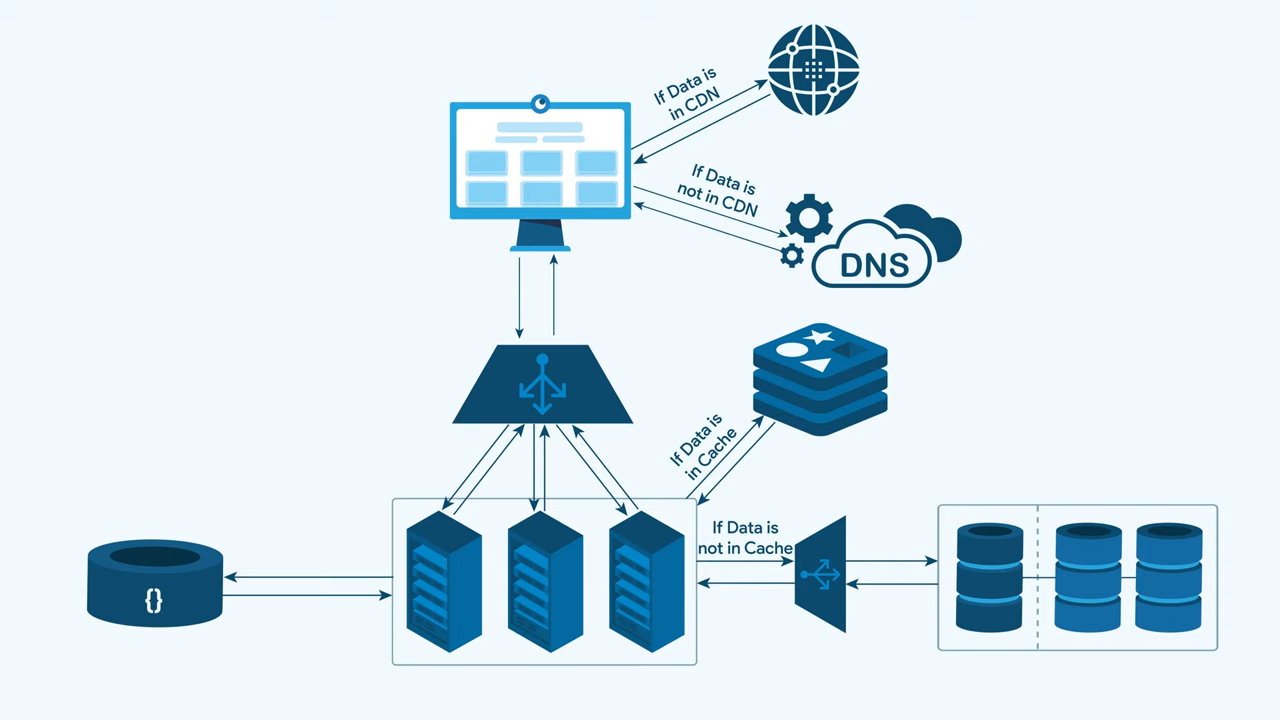 If Data is
in CDN
If Data is
not in CDN
DNS
If Data is
in Cache
If Data is
not in Cache
{}